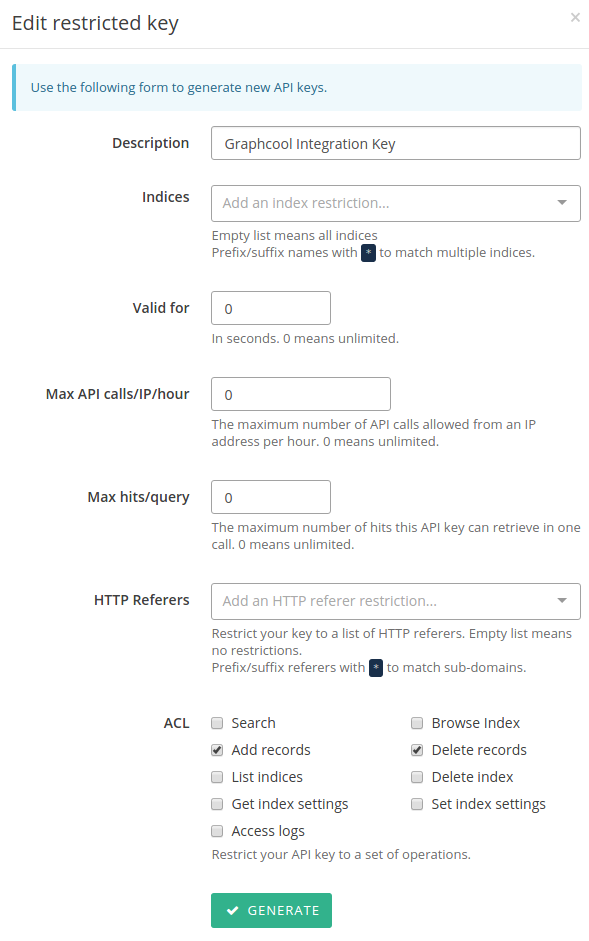 Edit restricted key
×
Use the following form to generate new API keys.
Description
Graphcool Integration Key
Indices
Add an index restriction...
Empty list means all indices
Prefix/suffix names with * to match multiple indices.
Valid for
0
In seconds. 0 means unlimited.
Max API calls/IP/hour
0
The maximum number of API calls allowed from an IP
address per hour. 0 means unlimited.
Max hits/query
0
The maximum number of hits this API key can retrieve in one
call. 0 means unlimited.
HTTP Referers
Add an HTTP referer restriction...
Restrict your key to a list of HTTP referers. Empty list means
no restrictions.
Prefix/suffix referers with * to match sub-domains.
ACL
Search
Browse Index
Add records
Delete records
List indices
Delete index
Get index settings
Set index settings
Access logs
Restrict your API key to a set of operations.
GENERATE